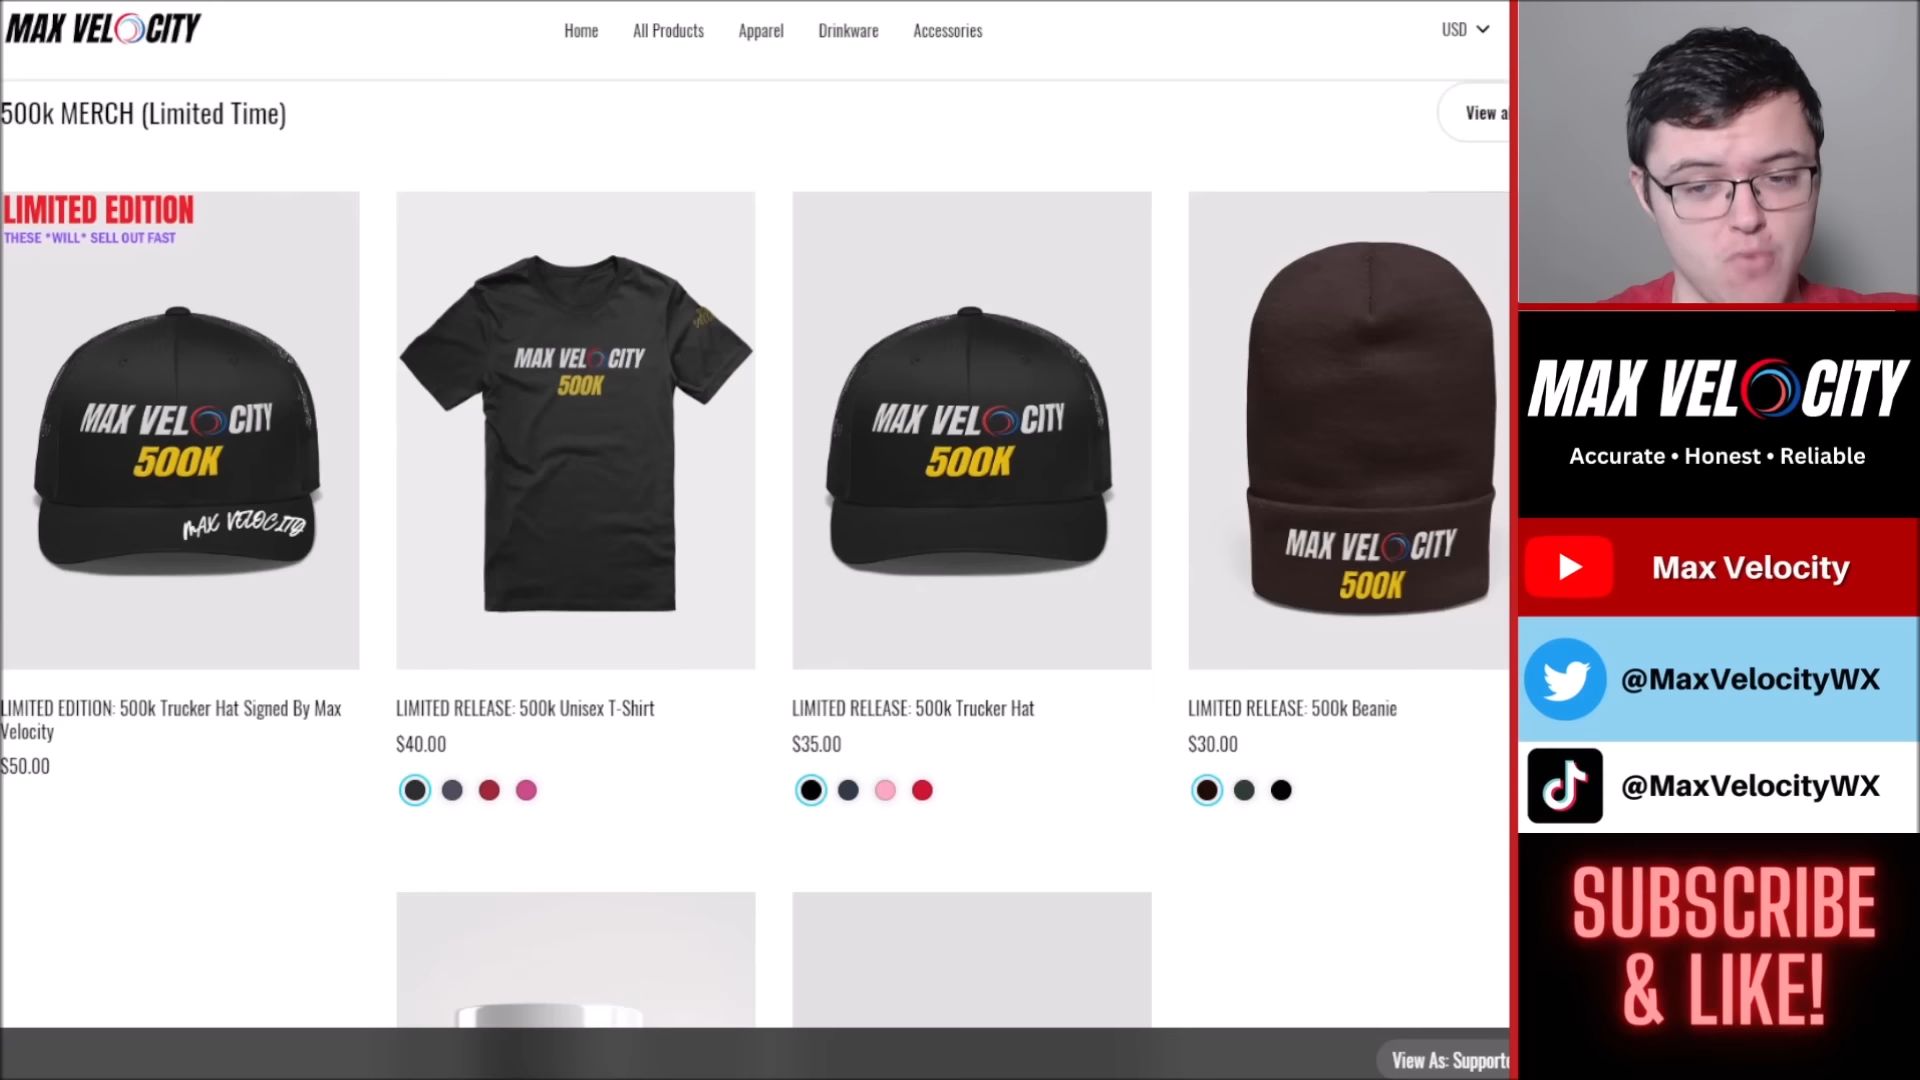 MAX VELOCITY
Home
All Products
Apparel
Drinkware
Accessories
USD
500k MERCH (Limited Time)
View a
LIMITED EDITION
THESE *WILL* SELL OUT FAST
MAX VELOCITY
500K
MAX VELOCITY
MAX VELOCITY
500K
MAX VELOCITY
500K
MAX VELOCITY
500K
LIMITED EDITION: 500k Trucker Hat Signed By Max
Velocity
$50.00
LIMITED RELEASE: 500k Unisex T-Shirt
$40.00
LIMITED RELEASE: 500k Trucker Hat
$35.00
LIMITED RELEASE: 500k Beanie
$30.00
View As: Supporte
MAX VELOCITY
Accurate • Honest • Reliable
Max Velocity
@MaxVelocityWX
@MaxVelocityWX
SUBSCRIBE
& LIKE!